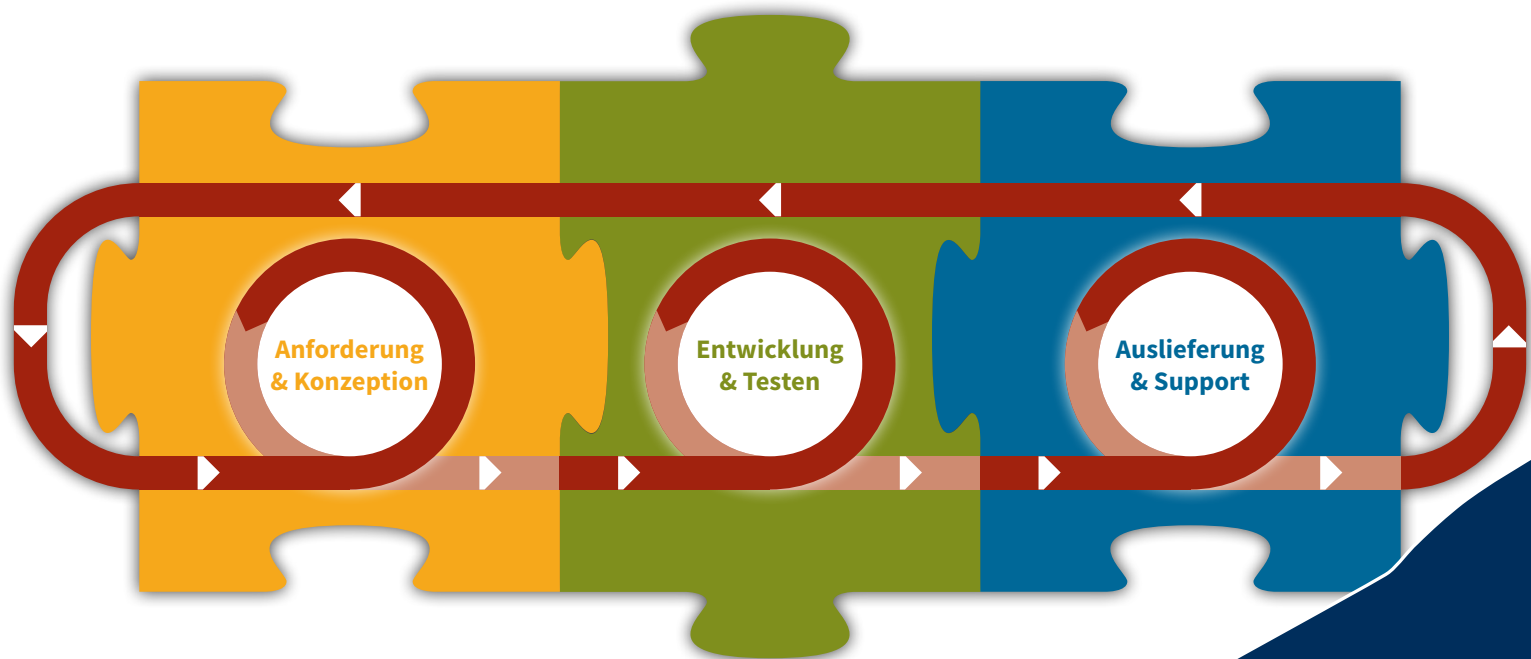 Anforderung
& Konzeption
Entwicklung
& Testen
Auslieferung
& Support